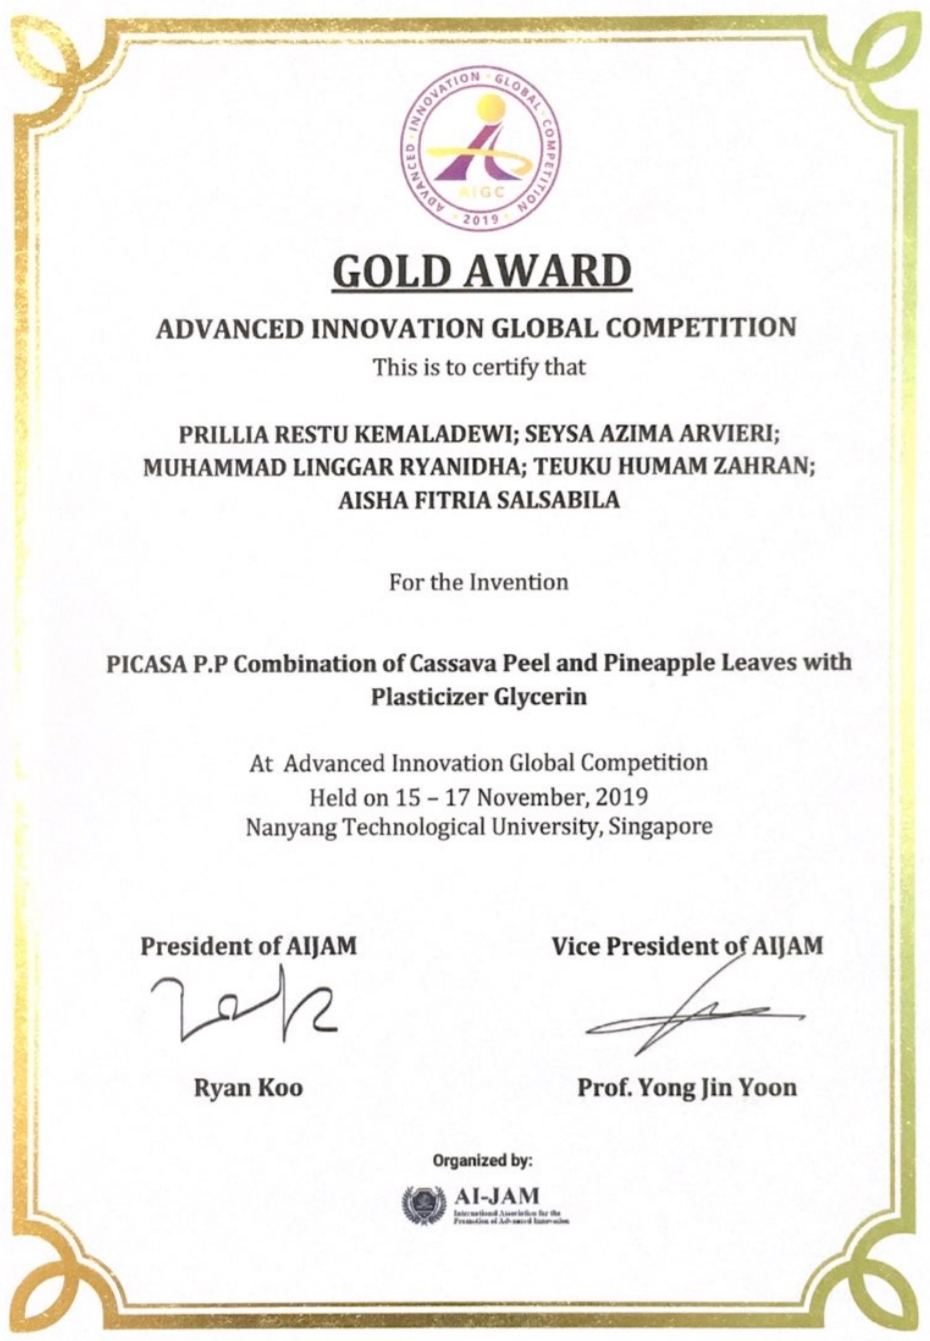 ADVANCED · INNOVATION · GLOBAL · COMPETITION
AIGC
· 2019 ·
GOLD AWARD
ADVANCED INNOVATION GLOBAL COMPETITION
This is to certify that
PRILLIA RESTU KEMALADEWI; SEYSA AZIMA ARVIERI;
MUHAMMAD LINGGAR RYANIDHA; TEUKU HUMAM ZAHRAN;
AISHA FITRIA SALSABILA
For the Invention
PICASA P.P Combination of Cassava Peel and Pineapple Leaves with
Plasticizer Glycerin
At Advanced Innovation Global Competition
Held on 15 – 17 November, 2019
Nanyang Technological University, Singapore
President of AIJAM
Vice President of AIJAM
Ryan Koo
Prof. Yong Jin Yoon
Organized by:
AI-JAM
International Association for the
Promotion of Advanced Innovation